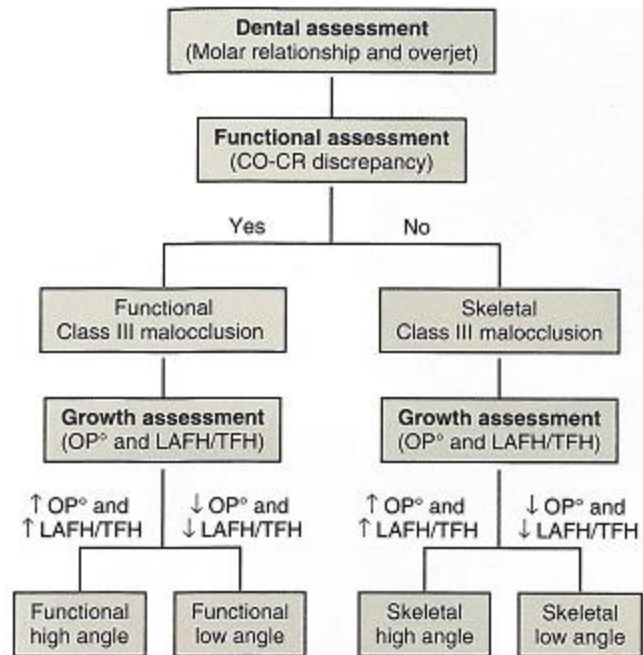 Dental assessment
(Molar relationship and overjet)
Functional assessment
(CO-CR discrepancy)
Yes
No
Functional
Class III malocclusion
Skeletal
Class III malocclusion
Growth assessment
(OP° and LAFH/TFH)
Growth assessment
(OP° and LAFH/TFH)
↑ OP° and
↑ LAFH/TFH
↓ OP° and
↓ LAFH/TFH
↑ OP° and
↑ LAFH/TFH
↓ OP° and
↓ LAFH/TFH
Functional
high angle
Functional
low angle
Skeletal
high angle
Skeletal
low angle